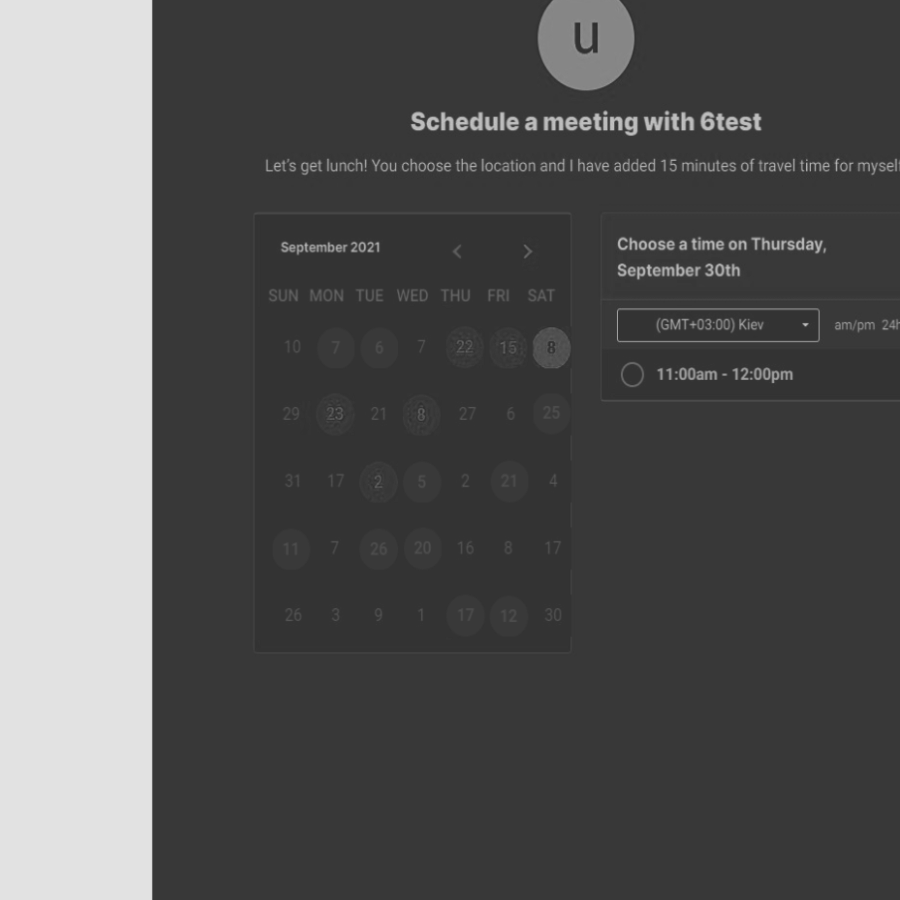 u
Schedule a meeting with 6test
Let's get lunch! You choose the location and I have added 15 minutes of travel time for mysel
September 2021
SUN MON TUE WED THU FRI SAT
10 7 6 7 22 15 8
29 23 21 8 27 6 25
31 17 2 5 2 21 4
11 7 26 20 16 8 17
26 3 9 1 17 12 30
Choose a time on Thursday,
September 30th
(GMT+03:00) Kiev am/pm 24h
11:00am - 12:00pm